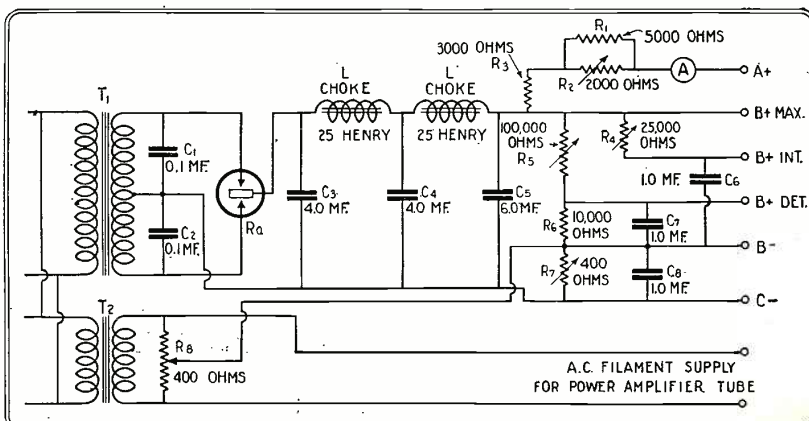 R1
5000 OHMS
3000 OHMS
R3
R2
2000 OHMS
A
A+
T1
L
CHOKE
25 HENRY
L
CHOKE
25 HENRY
B+ MAX.
C1
0.1 MF.
100,000
OHMS
R5
R4
25,000
OHMS
B+ INT.
1.0 MF.
C6
C3
4.0 MF.
C4
4.0 MF.
C5
6.0 MF.
B+ DET.
C2
0.1 MF.
Ra
R6
10,000
OHMS
C7
1.0 MF.
B-
R7
400
OHMS
C8
1.0 MF.
C-
T2
R8
400 OHMS
A.C. FILAMENT SUPPLY
FOR POWER AMPLIFIER TUBE